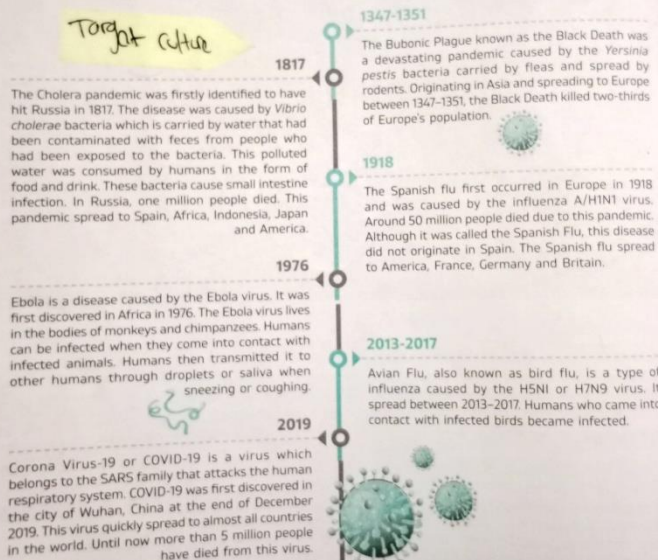 Target Culture
1347-1351
The Bubonic Plague known as the Black Death was
a devastating pandemic caused by the Yersinia
pestis bacteria carried by fleas and spread by
rodents. Originating in Asia and spreading to Europe
between 1347-1351, the Black Death killed two-thirds
of Europe's population.
1817
The Cholera pandemic was firstly identified to have
hit Russia in 1817. The disease was caused by Vibrio
cholerae bacteria which is carried by water that had
been contaminated with feces from people who
had been exposed to the bacteria. This polluted
water was consumed by humans in the form of
food and drink. These bacteria cause small intestine
infection. In Russia, one million people died. This
pandemic spread to Spain, Africa, Indonesia, Japan
and America.
1918
The Spanish flu first occurred in Europe in 1918
and was caused by the influenza A/H1N1 virus.
Around 50 million people died due to this pandemic.
Although it was called the Spanish Flu, this disease
did not originate in Spain. The Spanish flu spread
to America, France, Germany and Britain.
1976
Ebola is a disease caused by the Ebola virus. It was
first discovered in Africa in 1976. The Ebola virus lives
in the bodies of monkeys and chimpanzees. Humans
can be infected when they come into contact with
infected animals. Humans then transmitted it to
other humans through droplets or saliva when
sneezing or coughing.
2013-2017
Avian Flu, also known as bird flu, is a type of
influenza caused by the H5N1 or H7N9 virus. It
spread between 2013-2017. Humans who came into
contact with infected birds became infected.
2019
Corona Virus-19 or COVID-19 is a virus which
belongs to the SARS family that attacks the human
respiratory system. COVID-19 was first discovered in
the city of Wuhan, China at the end of December
2019. This virus quickly spread to almost all countries
in the world. Until now more than 5 million people
have died from this virus.